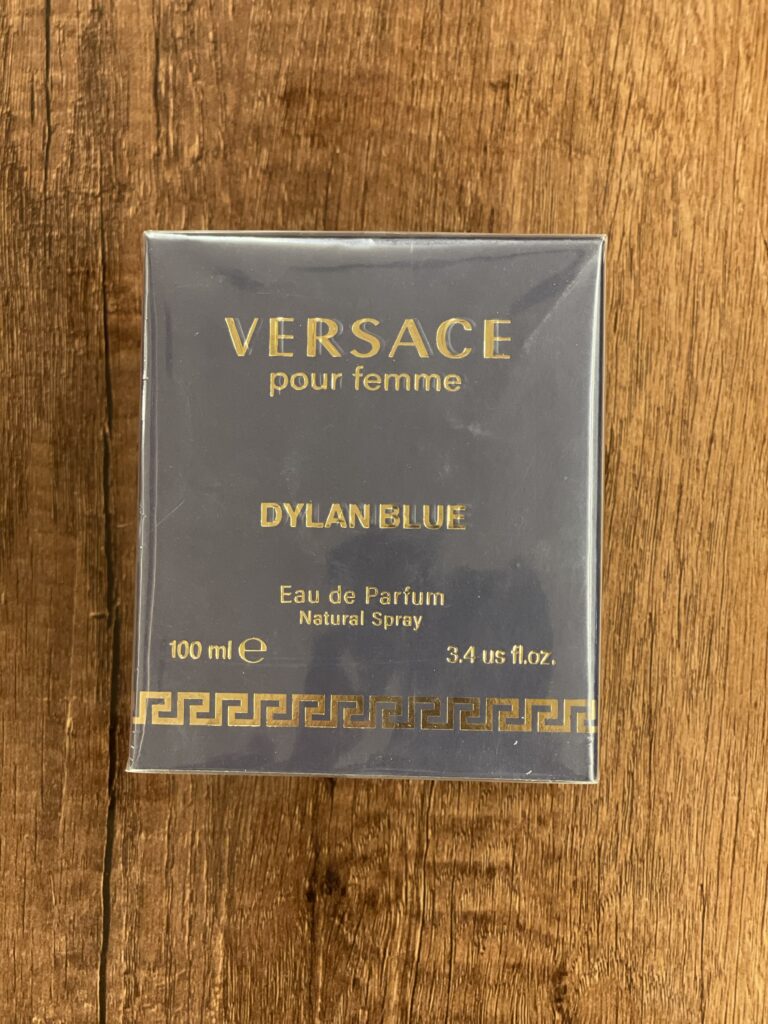 VERSACE
pour femme
DYLAN BLUE
Eau de Parfum
Natural Spray
100 ml ℮ 3.4 us fl.oz.